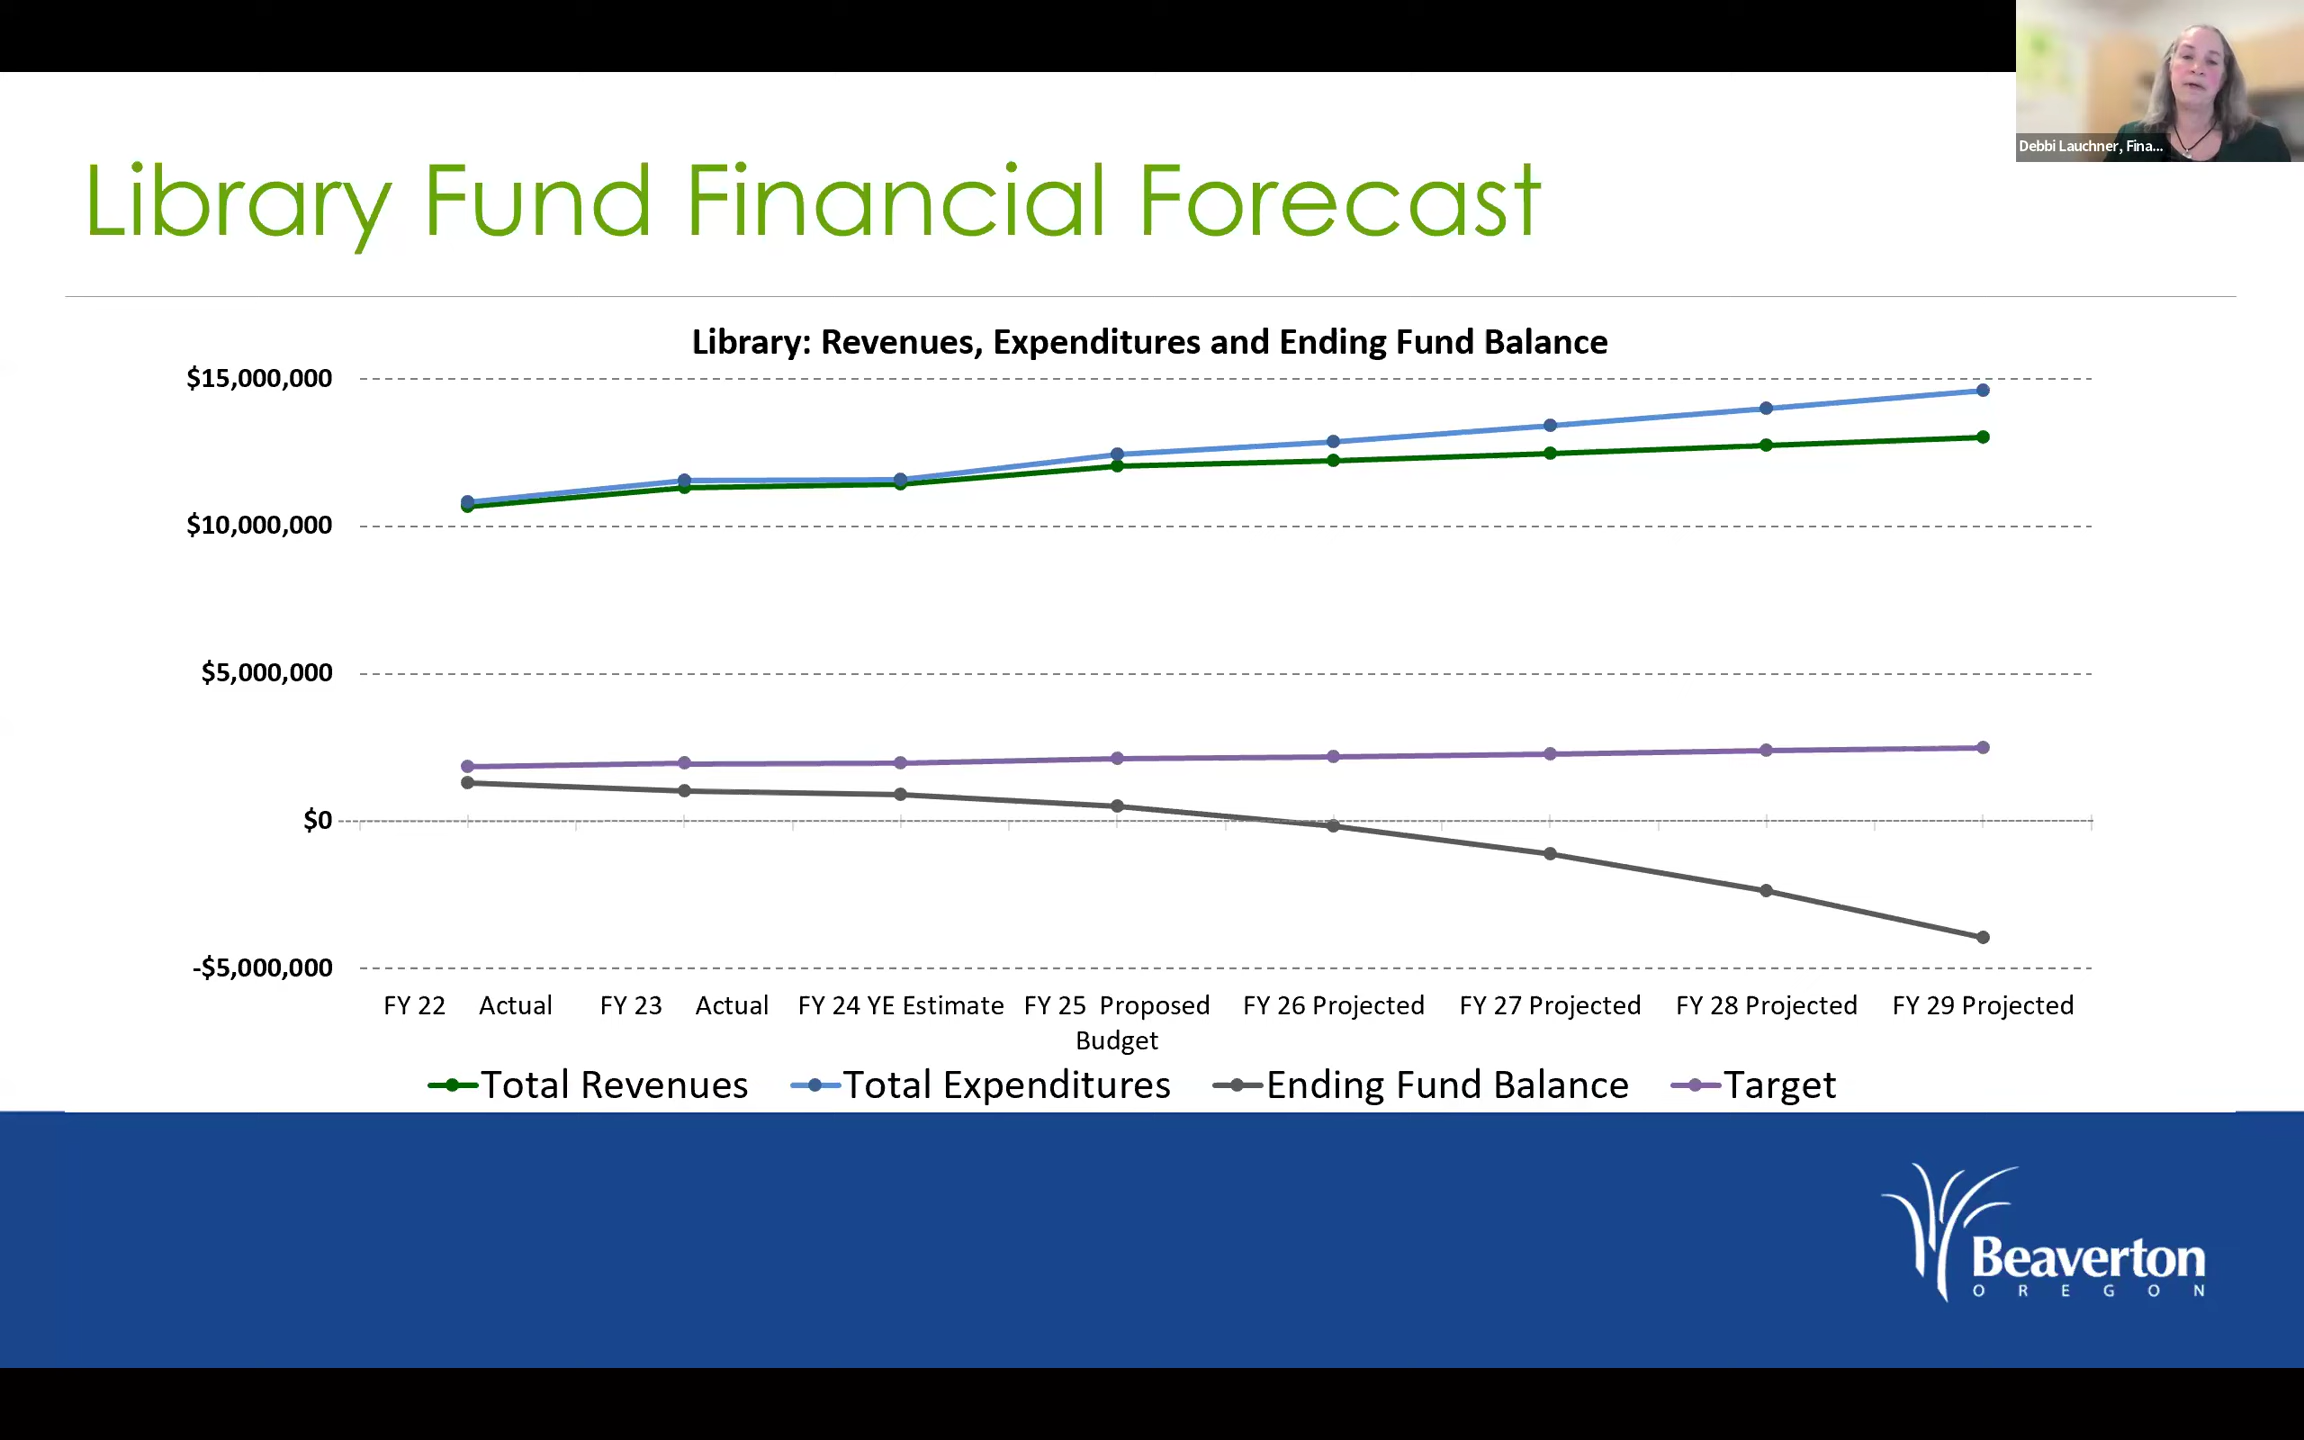 Debbi Lauchner, Fina...
Library Fund Financial Forecast
Library: Revenues, Expenditures and Ending Fund Balance
$15,000,000
$10,000,000
$5,000,000
$0
-$5,000,000
FY 22 Actual
FY 23 Actual
FY 24 YE Estimate
FY 25 Proposed
Budget
FY 26 Projected
FY 27 Projected
FY 28 Projected
FY 29 Projected
Total Revenues
Total Expenditures
Ending Fund Balance
Target
Beaverton
OREGON